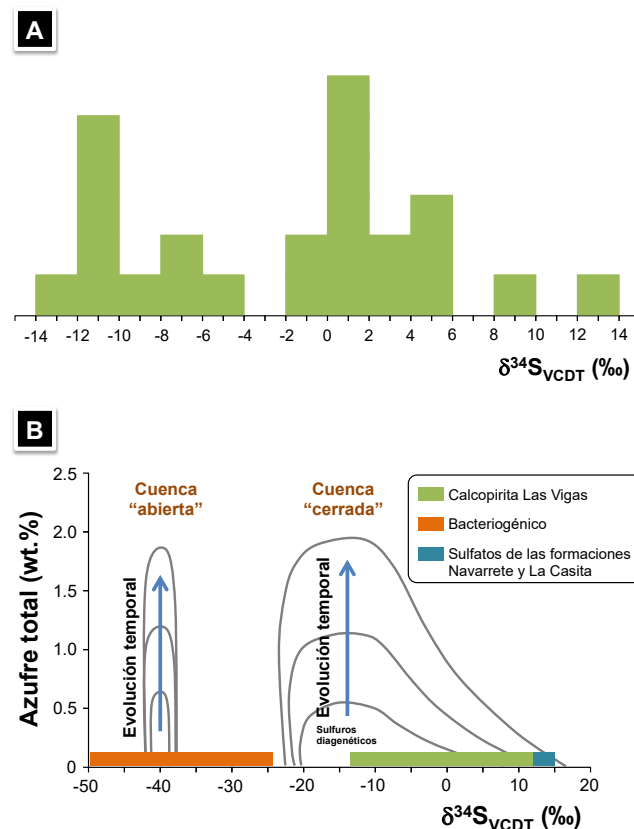 A
-14 -12 -10 -8 -6 -4 -2 0 2 4 6 8 10 12 14
δ34SVCDT (‰)
B
Azufre total (wt.%)
2.5
2.0
1.5
1.0
0.5
0
Cuenca
"abierta"
Cuenca
"cerrada"
Evolución temporal
Evolución temporal
Sulfuros
diagenéticos
Calcopirita Las Vigas
Bacteriogénico
Sulfatos de las formaciones
Navarrete y La Casita
-50 -40 -30 -20 -10 0 10 20
δ34SVCDT (‰)